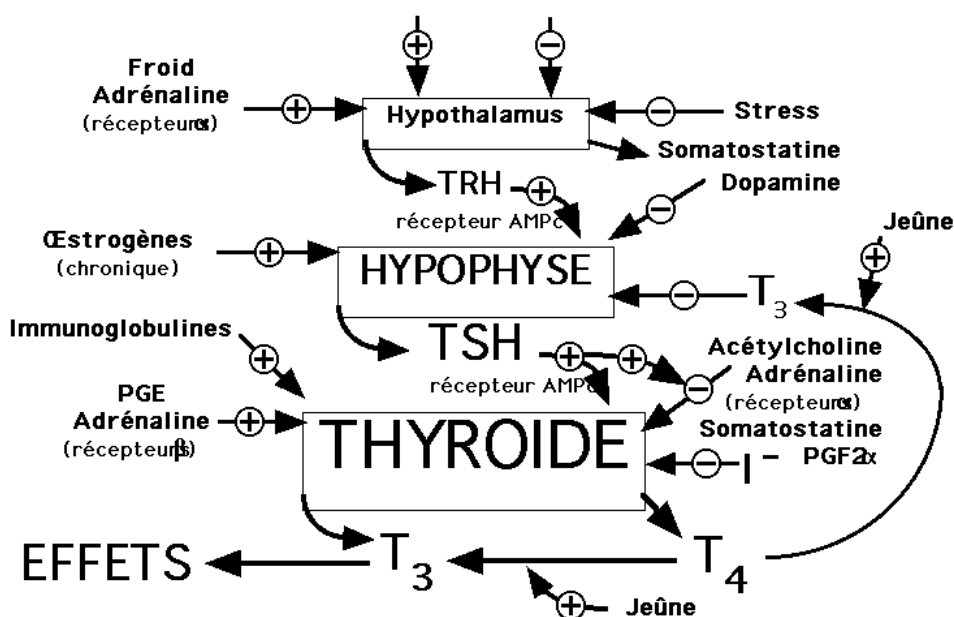 +
−
Froid
Adrénaline
(récepteurs α)
+
Hypothalamus
−
Stress
Somatostatine
TRH
+
récepteur AMPc
−
Dopamine
Œstrogènes
(chronique)
+
HYPOPHYSE
−
T3
Jeûne
+
Immunoglobulines
+
TSH
+
+
récepteur AMPc
−
Acétylcholine
Adrénaline
(récepteurs α)
Somatostatine
PGE
Adrénaline
(récepteurs β)
+
THYROIDE
−
I−
PGF2α
EFFETS
T3
T4
+
Jeûne